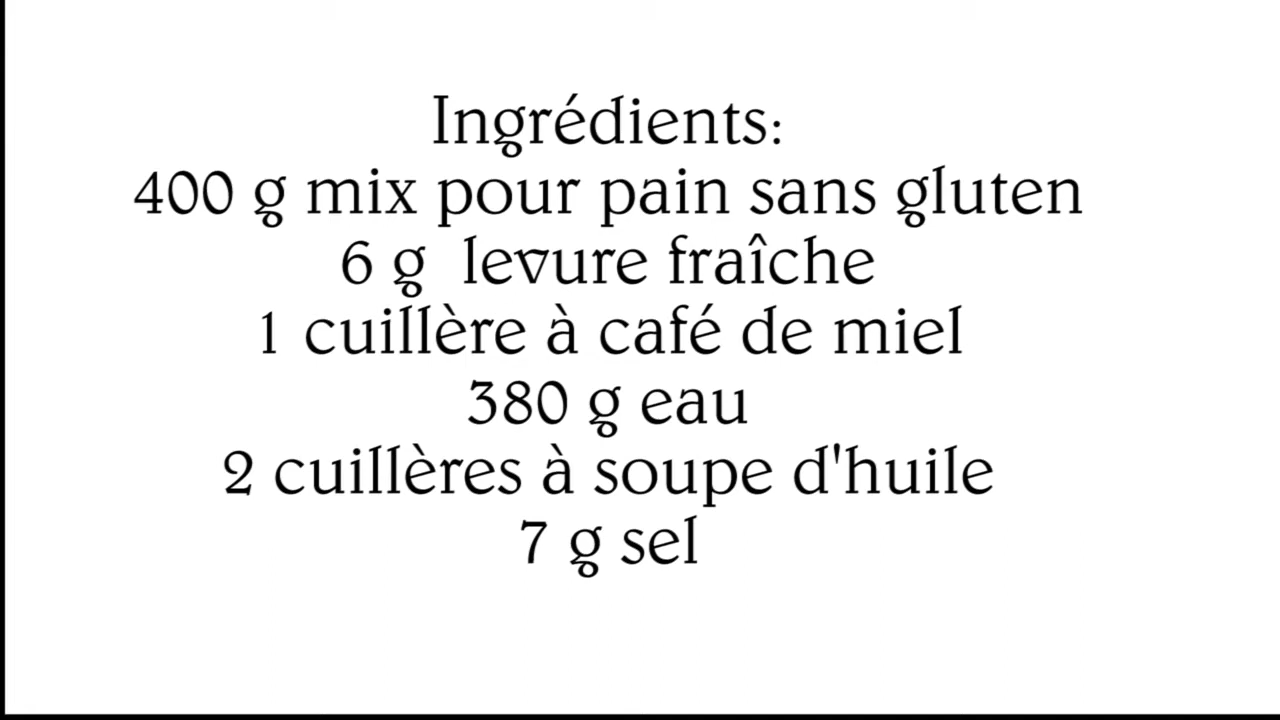 Ingrédients:
400 g mix pour pain sans gluten
6 g levure fraîche
1 cuillère à café de miel
380 g eau
2 cuillères à soupe d'huile
7 g sel